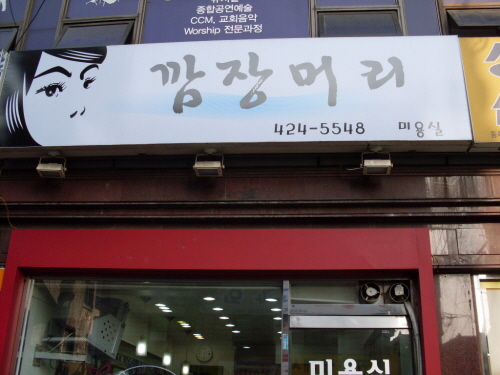 종합공연예술
CCM, 교회음악
Worship 전문과정
깜장머리
424-5548 미용실
미용실